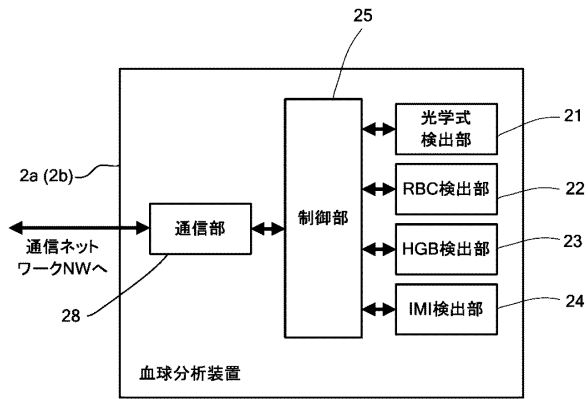 25
光学式
検出部
21
2a (2b)
RBC検出部
22
通信部
制御部
通信ネット
ワークNWへ
HGB検出部
23
28
IMI検出部
24
血球分析装置